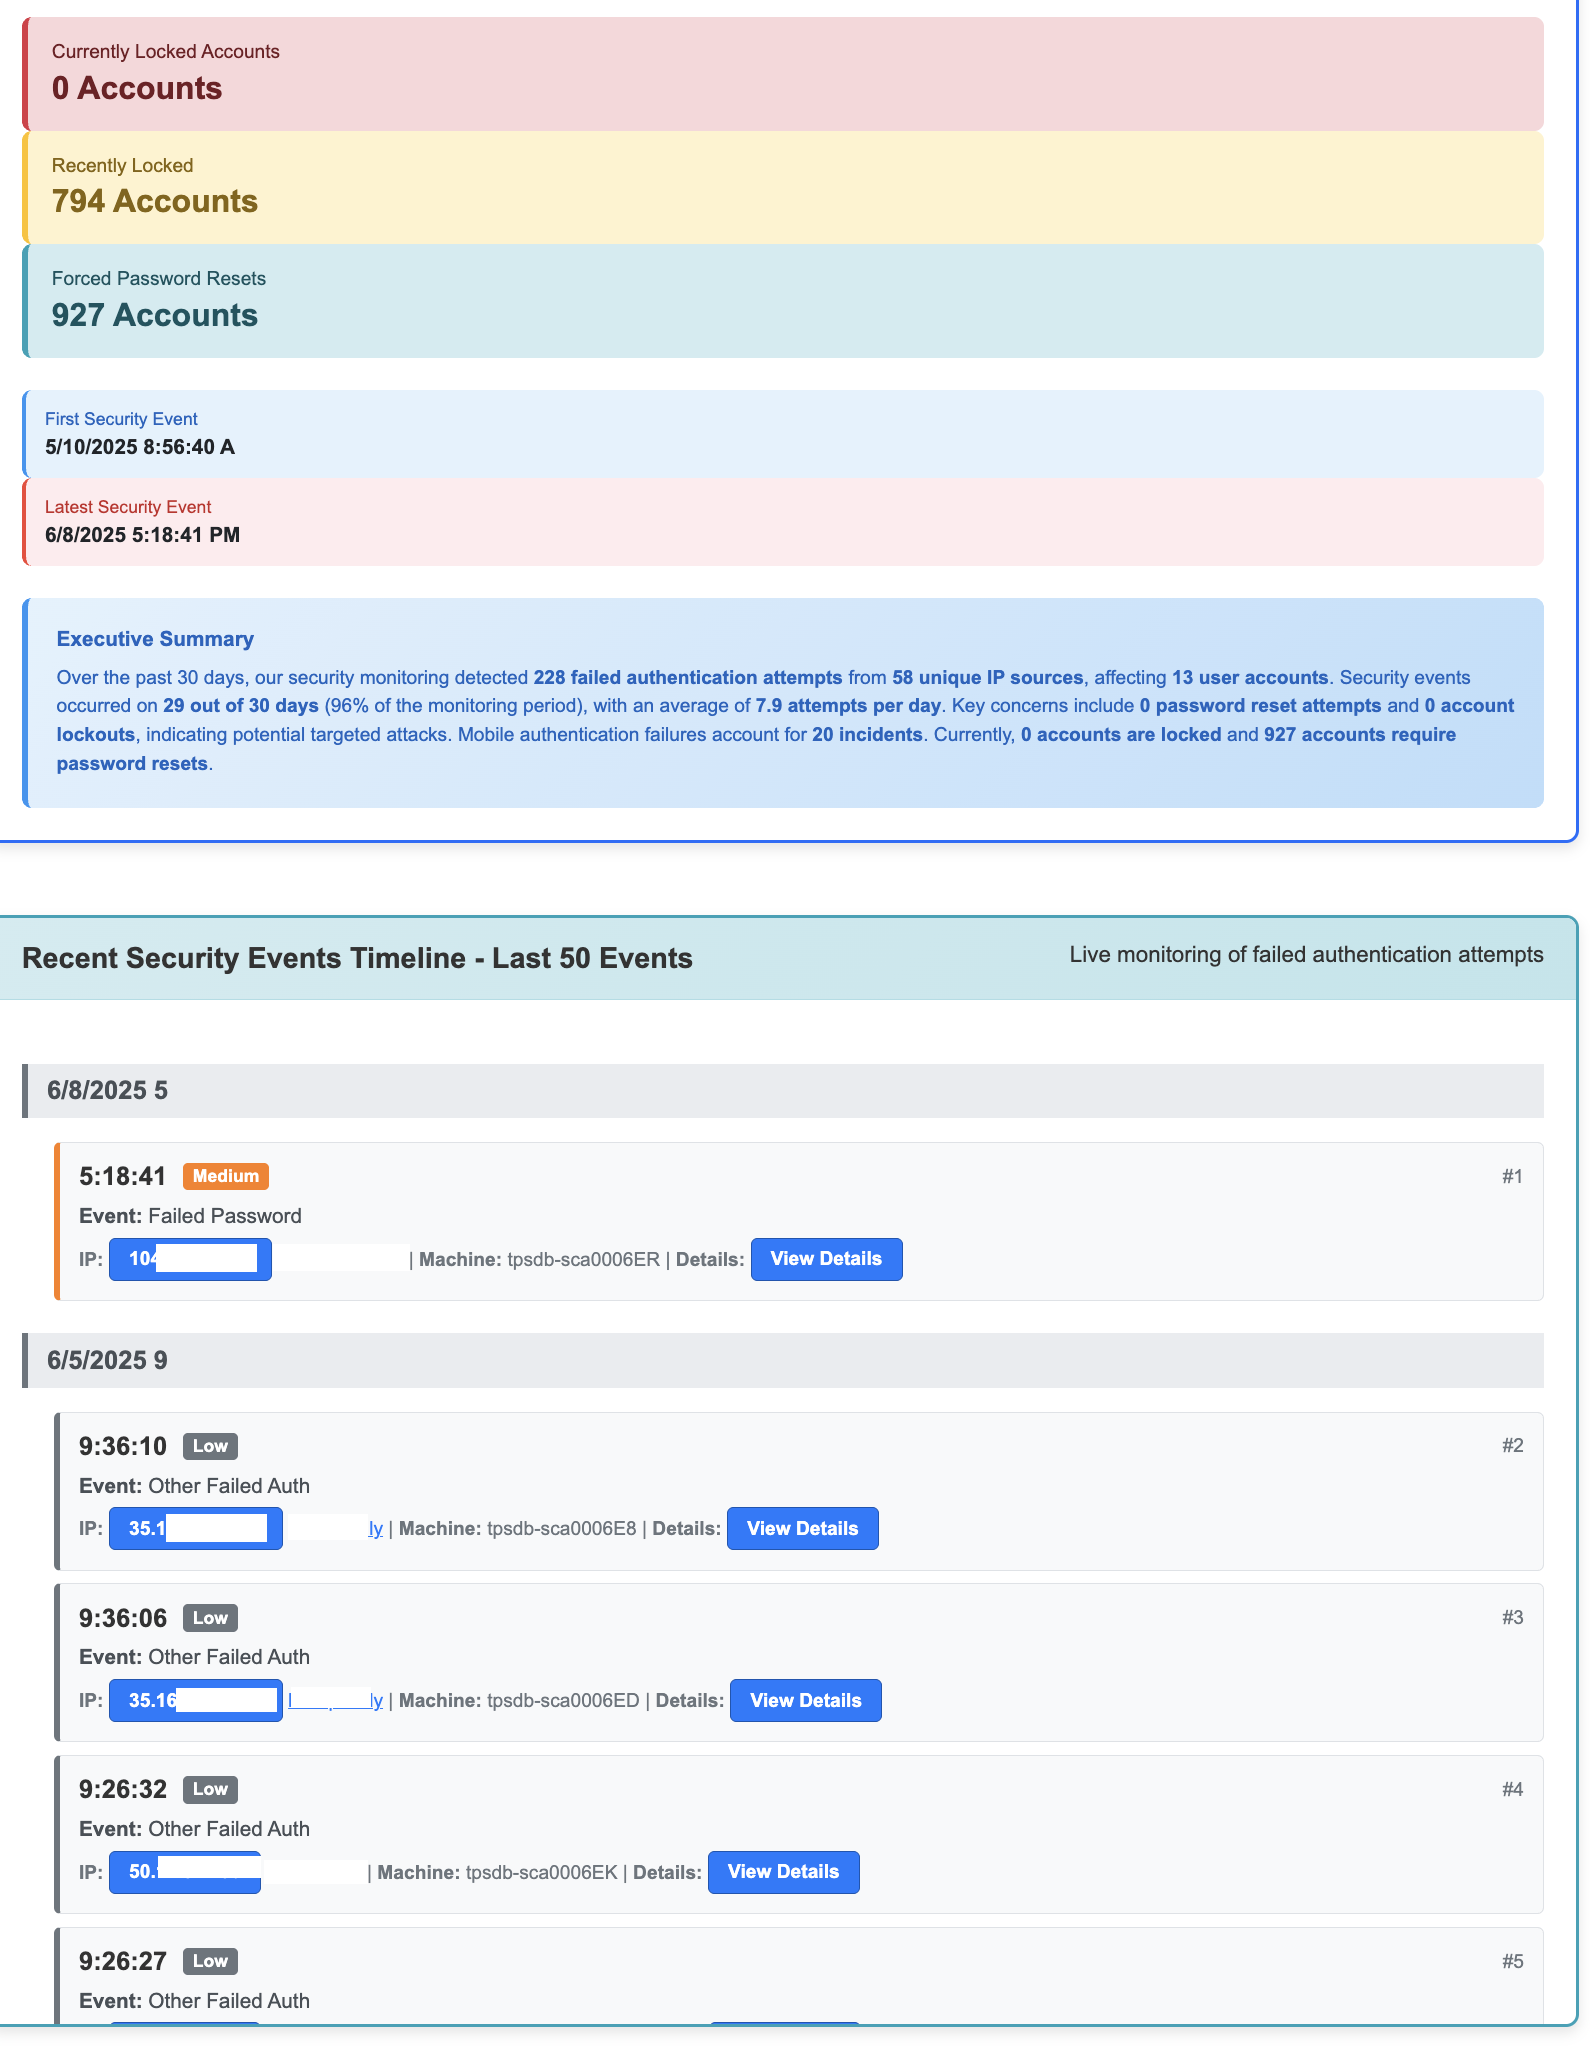 Currently Locked Accounts
0 Accounts
Recently Locked
794 Accounts
Forced Password Resets
927 Accounts
First Security Event
5/10/2025 8:56:40 A
Latest Security Event
6/8/2025 5:18:41 PM
Executive Summary
Over the past 30 days, our security monitoring detected 228 failed authentication attempts from 58 unique IP sources, affecting 13 user accounts. Security events
occurred on 29 out of 30 days (96% of the monitoring period), with an average of 7.9 attempts per day. Key concerns include 0 password reset attempts and 0 account
lockouts, indicating potential targeted attacks. Mobile authentication failures account for 20 incidents. Currently, 0 accounts are locked and 927 accounts require
password resets.
Recent Security Events Timeline - Last 50 Events
Live monitoring of failed authentication attempts
6/8/2025 5
5:18:41 Medium #1
Event: Failed Password
IP: 104 | Machine: tpsdb-sca0006ER | Details: View Details
6/5/2025 9
9:36:10 Low #2
Event: Other Failed Auth
IP: 35.1 ly | Machine: tpsdb-sca0006E8 | Details: View Details
9:36:06 Low #3
Event: Other Failed Auth
IP: 35.16 ly | Machine: tpsdb-sca0006ED | Details: View Details
9:26:32 Low #4
Event: Other Failed Auth
IP: 50. | Machine: tpsdb-sca0006EK | Details: View Details
9:26:27 Low #5
Event: Other Failed Auth